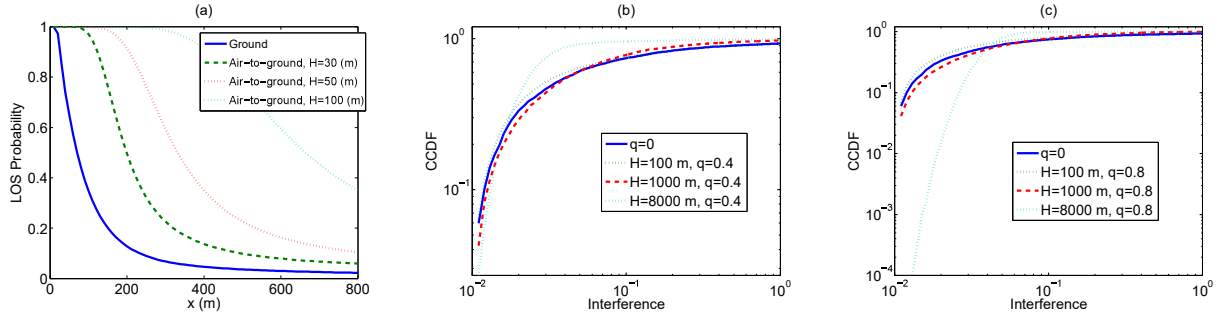 (a)
LOS Probability
1
0.8
0.6
0.4
0.2
0
0 200 400 600 800
x (m)
Ground
Air−to−ground, H=30 (m)
Air−to−ground, H=50 (m)
Air−to−ground, H=100 (m)
(b)
CCDF
10^0
10^-1
10^-2 10^-1 10^0
Interference
q=0
H=100 m, q=0.4
H=1000 m, q=0.4
H=8000 m, q=0.4
(c)
CCDF
10^0
10^-1
10^-2
10^-3
10^-4
10^-2 10^-1 10^0
Interference
q=0
H=100 m, q=0.8
H=1000 m, q=0.8
H=8000 m, q=0.8